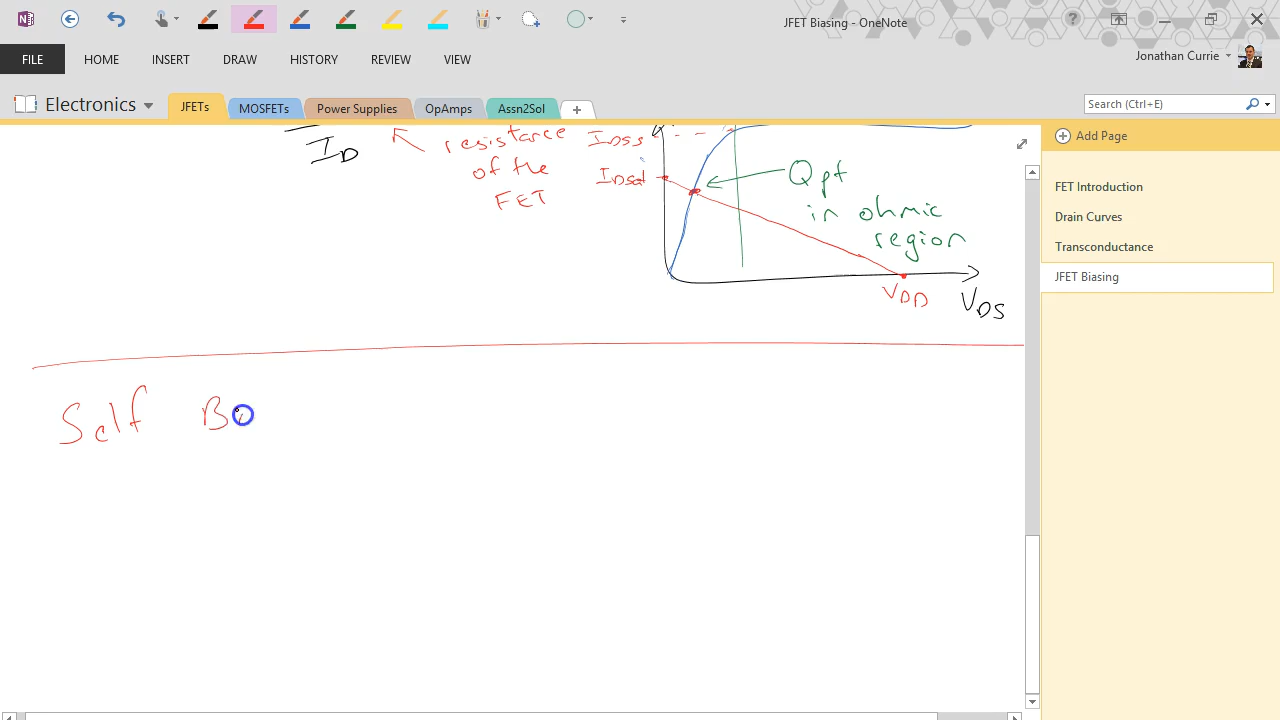 JFET Biasing - OneNote
Jonathan Currie
FILE HOME INSERT DRAW HISTORY REVIEW VIEW
Electronics JFETs MOSFETs Power Supplies OpAmps Assn2Sol
Search (Ctrl+E)
Add Page
FET Introduction
Drain Curves
Transconductance
JFET Biasing
ID
resistance
of the
FET
IDSS
IDSat
Qpt
in ohmic
region
VDD
VDS
Self Bi